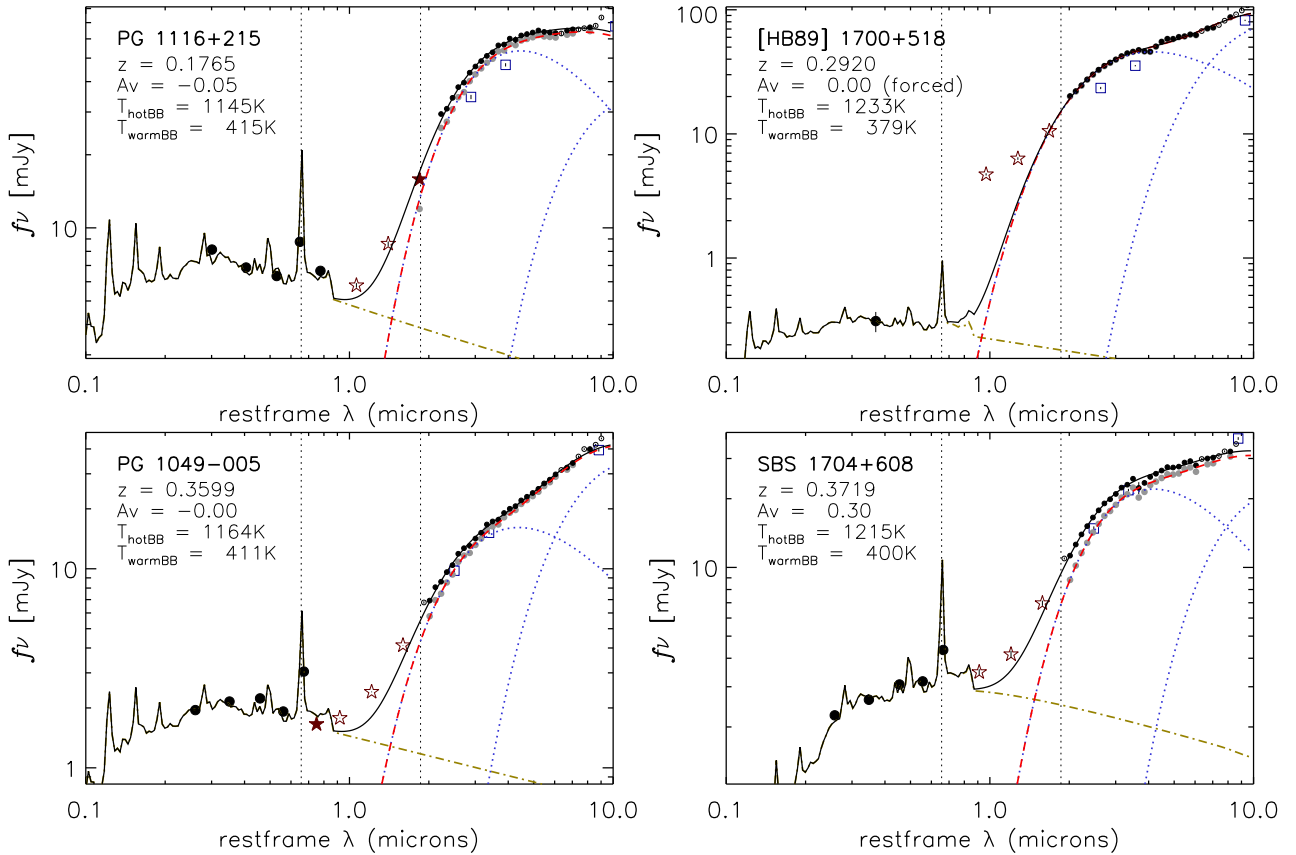 PG 1116+215
z = 0.1765
Av = −0.05
T_hotBB = 1145K
T_warmBB = 415K
fν [mJy]
10
0.1 1.0 10.0
restframe λ (microns)
[HB89] 1700+518
z = 0.2920
Av = 0.00 (forced)
T_hotBB = 1233K
T_warmBB = 379K
fν [mJy]
100
10
1
0.1 1.0 10.0
restframe λ (microns)
PG 1049−005
z = 0.3599
Av = −0.00
T_hotBB = 1164K
T_warmBB = 411K
fν [mJy]
10
1
0.1 1.0 10.0
restframe λ (microns)
SBS 1704+608
z = 0.3719
Av = 0.30
T_hotBB = 1215K
T_warmBB = 400K
fν [mJy]
10
0.1 1.0 10.0
restframe λ (microns)